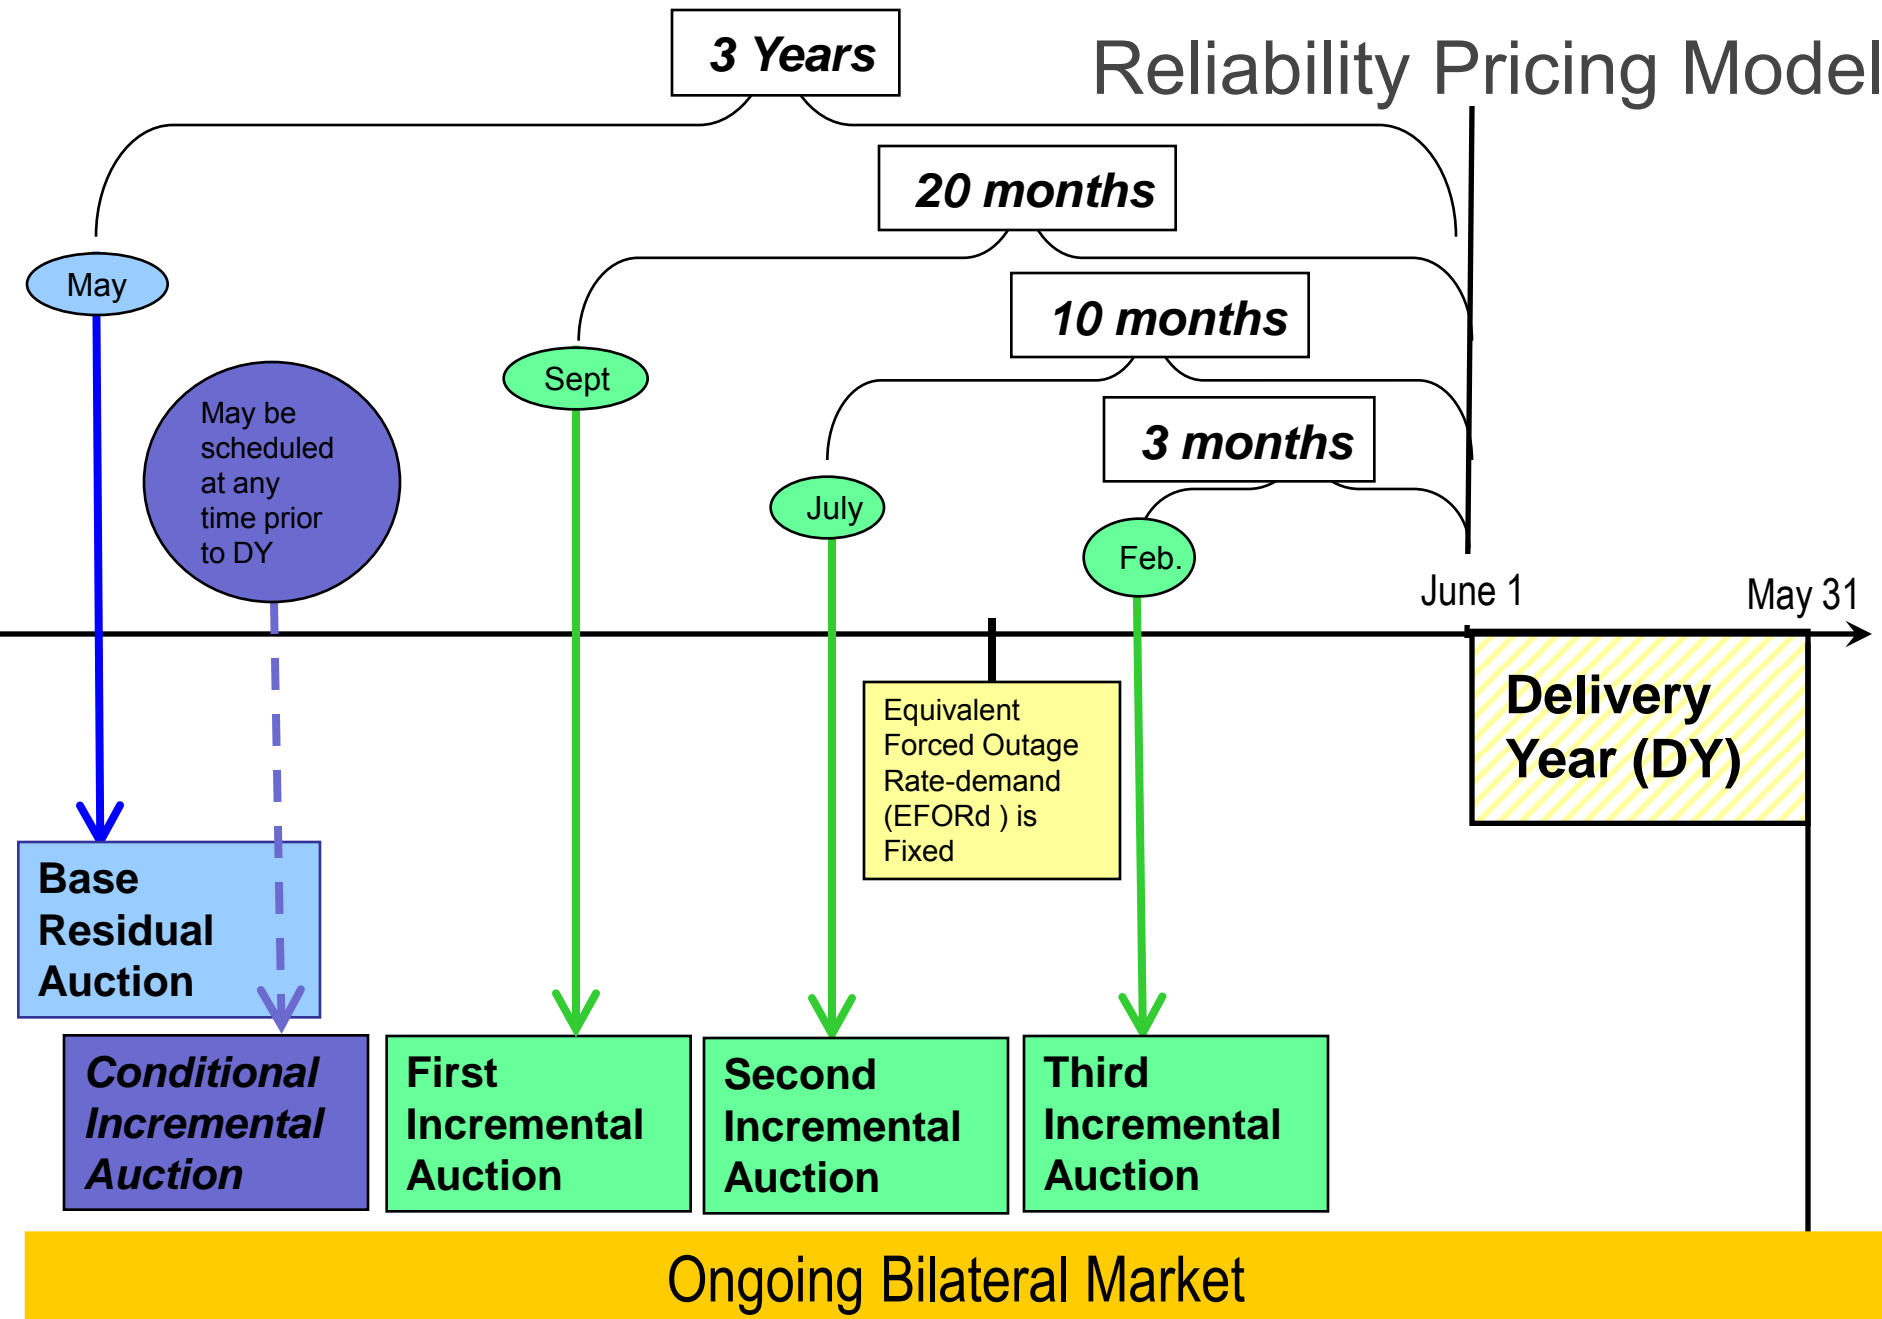 3 Years
Reliability Pricing Model
20 months
May
10 months
Sept
May be
scheduled
at any
time prior
to DY
3 months
July
Feb.
June 1
May 31
Equivalent
Forced Outage
Rate-demand
(EFORd ) is
Fixed
Delivery
Year (DY)
Base
Residual
Auction
Conditional
Incremental
Auction
First
Incremental
Auction
Second
Incremental
Auction
Third
Incremental
Auction
Ongoing Bilateral Market